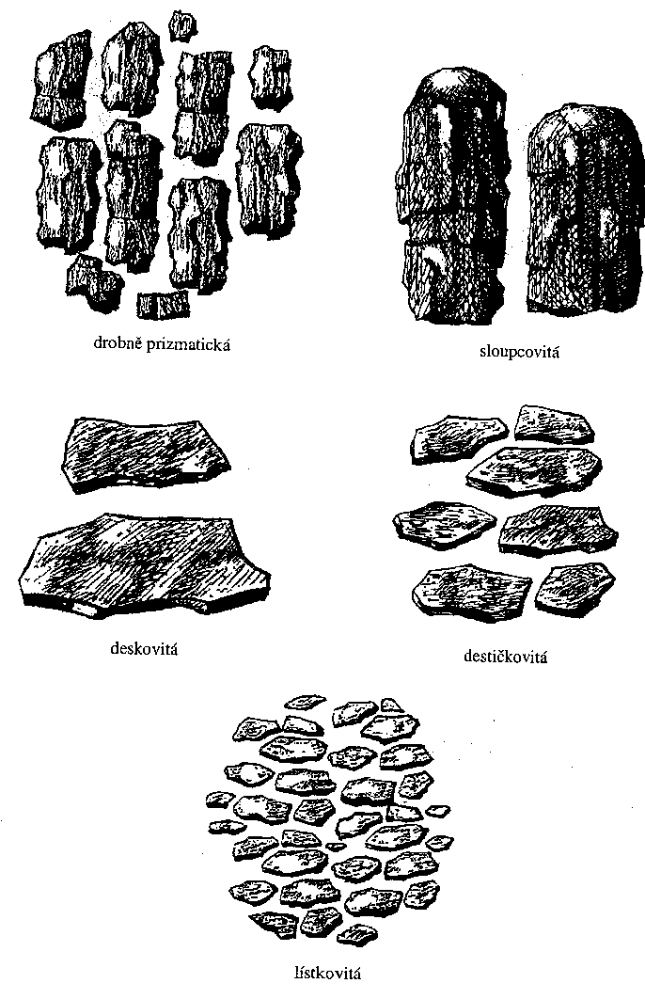 drobně prizmatická
sloupcovitá
deskovitá
destičkovitá
lístkovitá